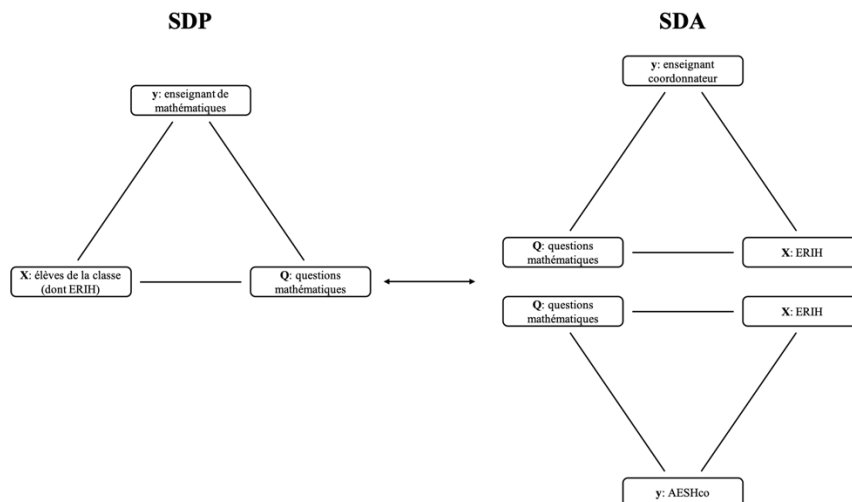 SDP
SDA
y: enseignant de
mathématiques
y: enseignant
coordonnateur
X: élèves de la classe
(dont ERIH)
Q: questions
mathématiques
Q: questions
mathématiques
X: ERIH
Q: questions
mathématiques
X: ERIH
y: AESHco